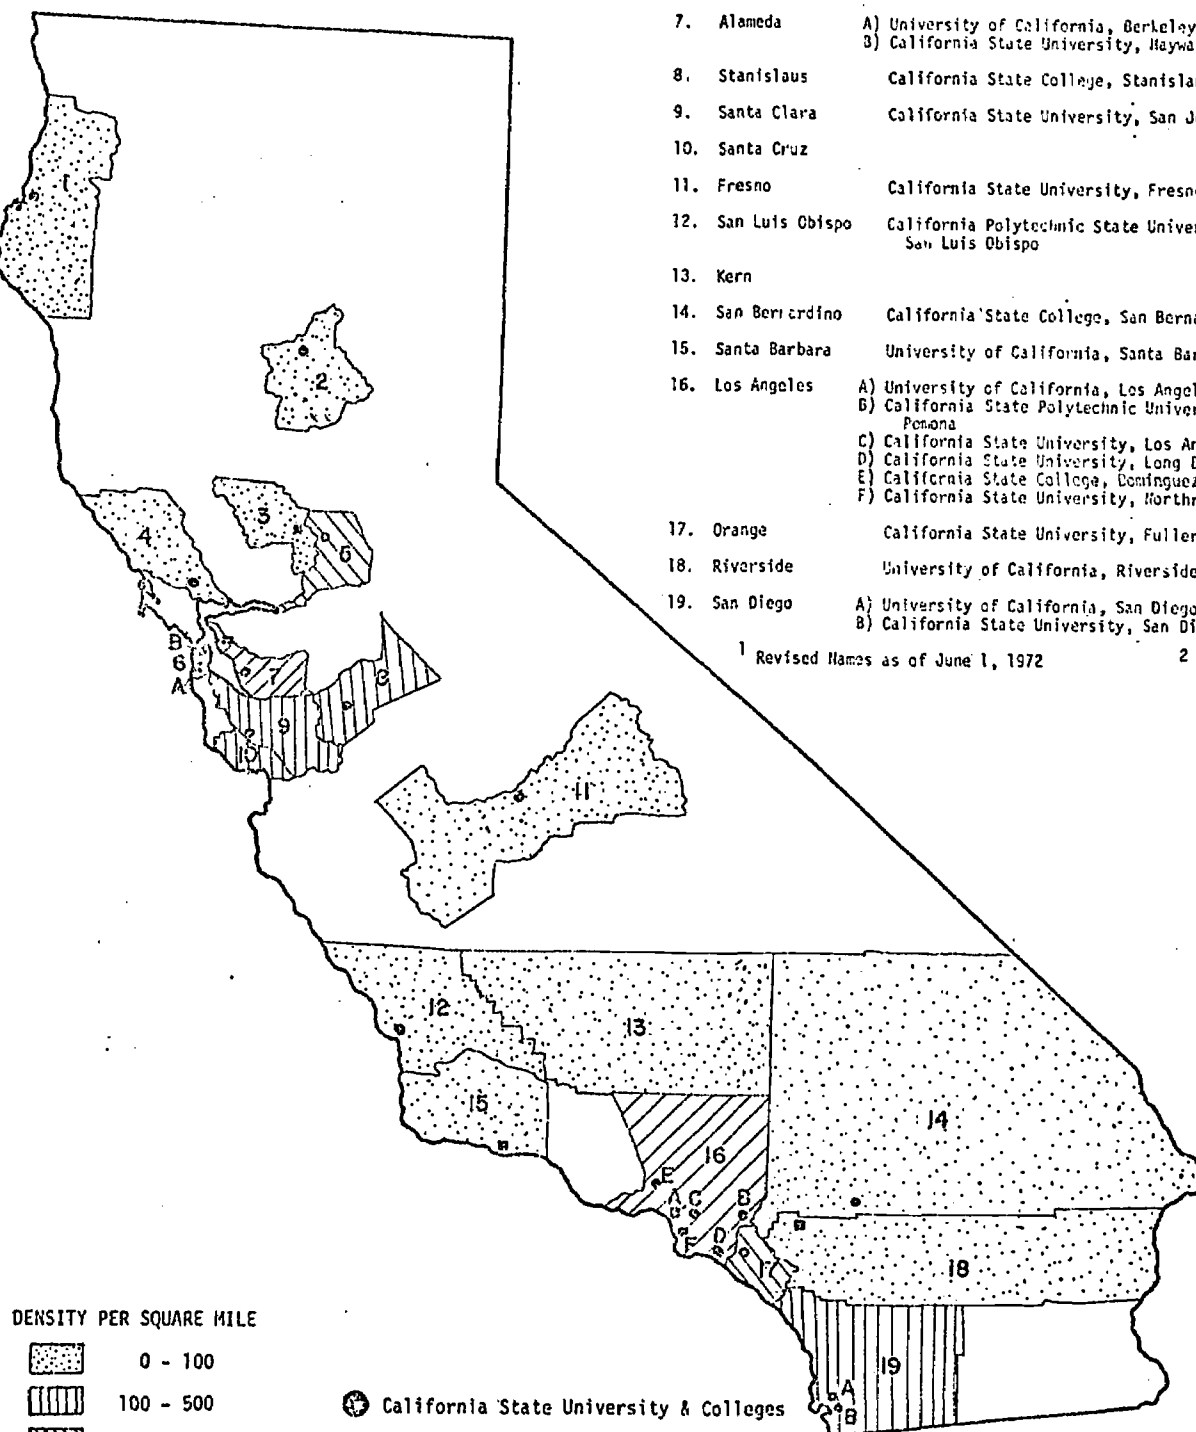 7. Alameda A) University of California, Berkeley
B) California State University, Haywa
8. Stanislaus California State College, Stanisla
9. Santa Clara California State University, San J
10. Santa Cruz
11. Fresno California State University, Fresno
12. San Luis Obispo California Polytechnic State Univer
San Luis Obispo
13. Kern
14. San Bernardino California State College, San Berna
15. Santa Barbara University of California, Santa Bar
16. Los Angeles A) University of California, Los Angel
B) California State Polytechnic Univer
Pomona
C) California State University, Los An
D) California State University, Long B
E) California State College, Dominguez
F) California State University, Northr
17. Orange California State University, Fuller
18. Riverside University of California, Riverside
19. San Diego A) University of California, San Diego
B) California State University, San Di
1 Revised Names as of June 1, 1972 2
1
2
3
4
5
B
6
A
7
8
9
10
11
12
13
14
15
16
E
A C B
F D
17
18
19
A
B
DENSITY PER SQUARE MILE
0 - 100
100 - 500
California State University & Colleges